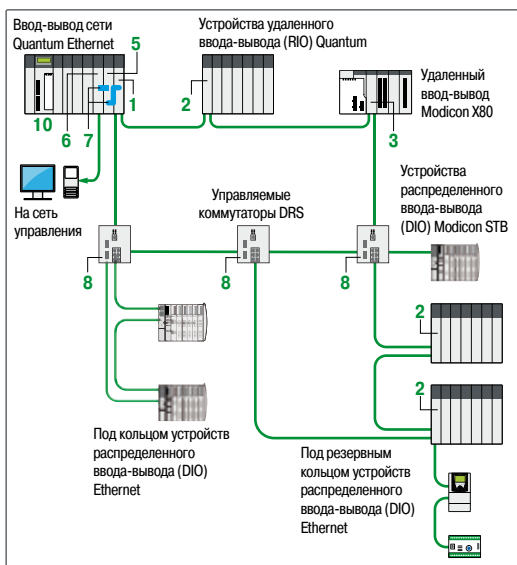 Ввод-вывод сети
Quantum Ethernet
5
Устройства удаленного
ввода-вывода (RIO) Quantum
1
2
Удаленный
ввод-вывод
Modicon X80
10
6
7
3
На сеть
управления
Управляемые
коммутаторы DRS
Устройства
распределенного
ввода-вывода
(DIO) Modicon STB
8
8
8
2
2
Под кольцом устройств
распределенного
ввода-вывода (DIO)
Ethernet
Под резервным
кольцом устройств
распределенного
ввода-вывода (DIO)
Ethernet